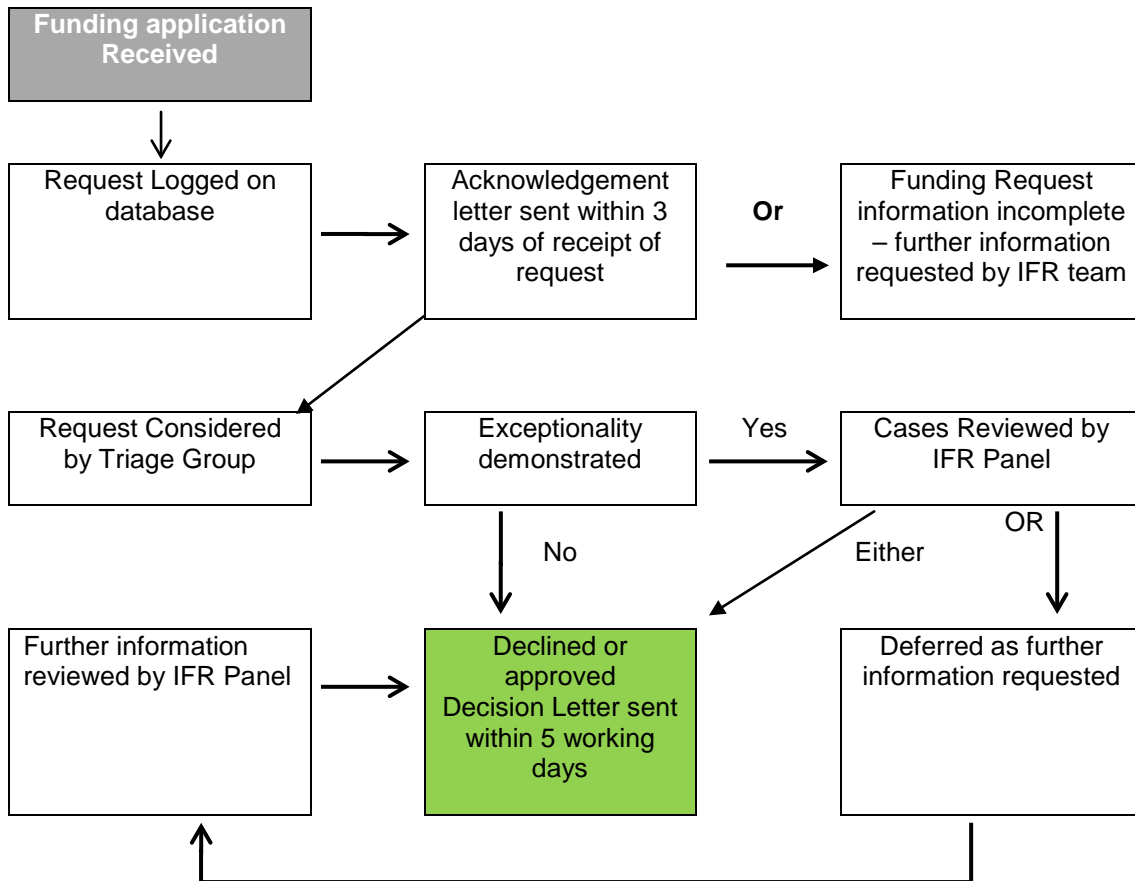 Funding application
Received
Request Logged on
database
Acknowledgement
letter sent within 3
days of receipt of
request
Or
Funding Request
information incomplete
– further information
requested by IFR team
Request Considered
by Triage Group
Exceptionality
demonstrated
Yes
Cases Reviewed by
IFR Panel
No
Either
OR
Further information
reviewed by IFR Panel
Declined or
approved
Decision Letter sent
within 5 working
days
Deferred as further
information requested